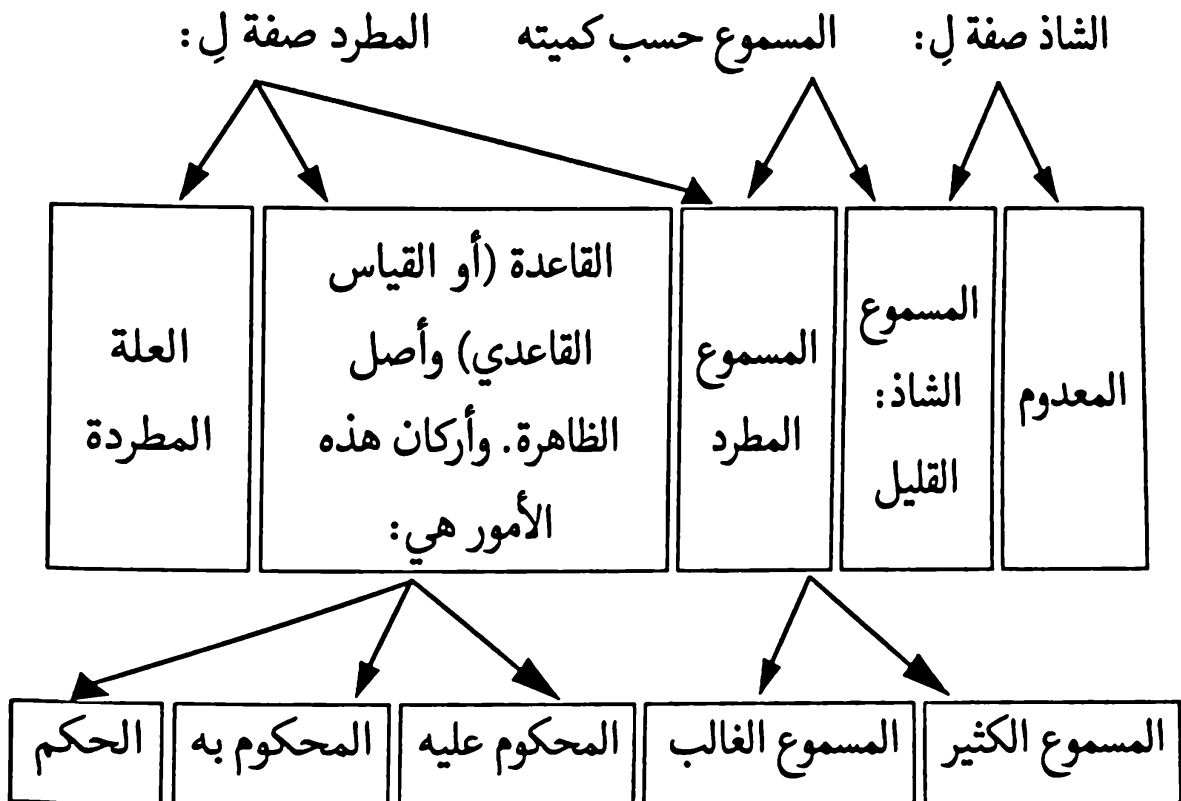 الشاذ صفة لِ:
المسموع حسب كميته
المطرد صفة لِ:
المعدوم
المسموع
الشاذ:
القليل
المسموع
المطرد
القاعدة (أو القياس
القاعدي) وأصل
الظاهرة. وأركان هذه
الأمور هي:
العلة
المطردة
المسموع الكثير
المسموع الغالب
المحكوم عليه
المحكوم به
الحكم